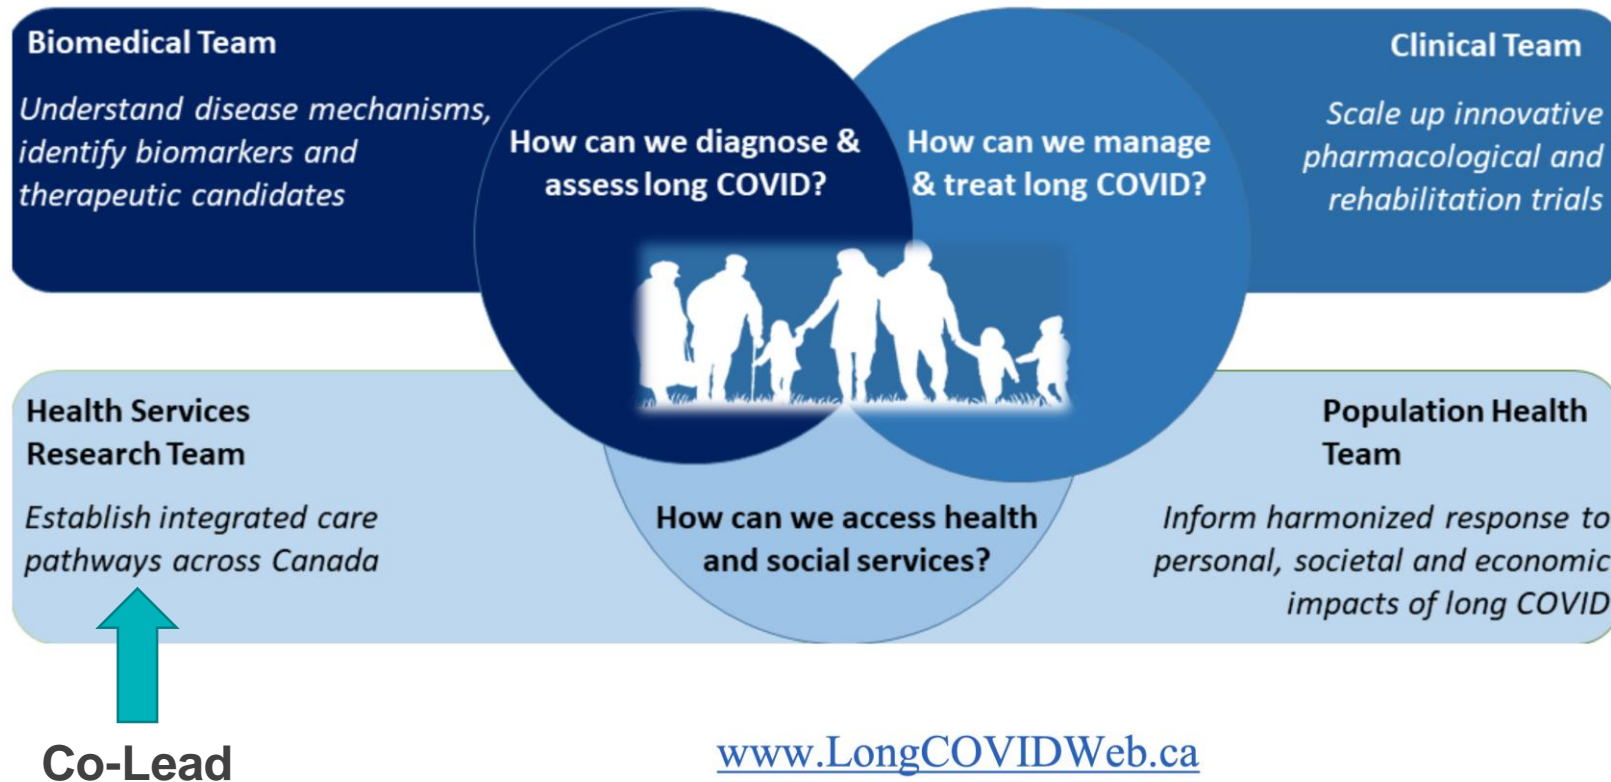 Biomedical Team
Understand disease mechanisms,
identify biomarkers and
therapeutic candidates
How can we diagnose &
assess long COVID?
How can we manage
& treat long COVID?
Clinical Team
Scale up innovative
pharmacological and
rehabilitation trials
Health Services
Research Team
Establish integrated care
pathways across Canada
How can we access health
and social services?
Population Health
Team
Inform harmonized response to
personal, societal and economic
impacts of long COVID
Co-Lead
www.LongCOVIDWeb.ca